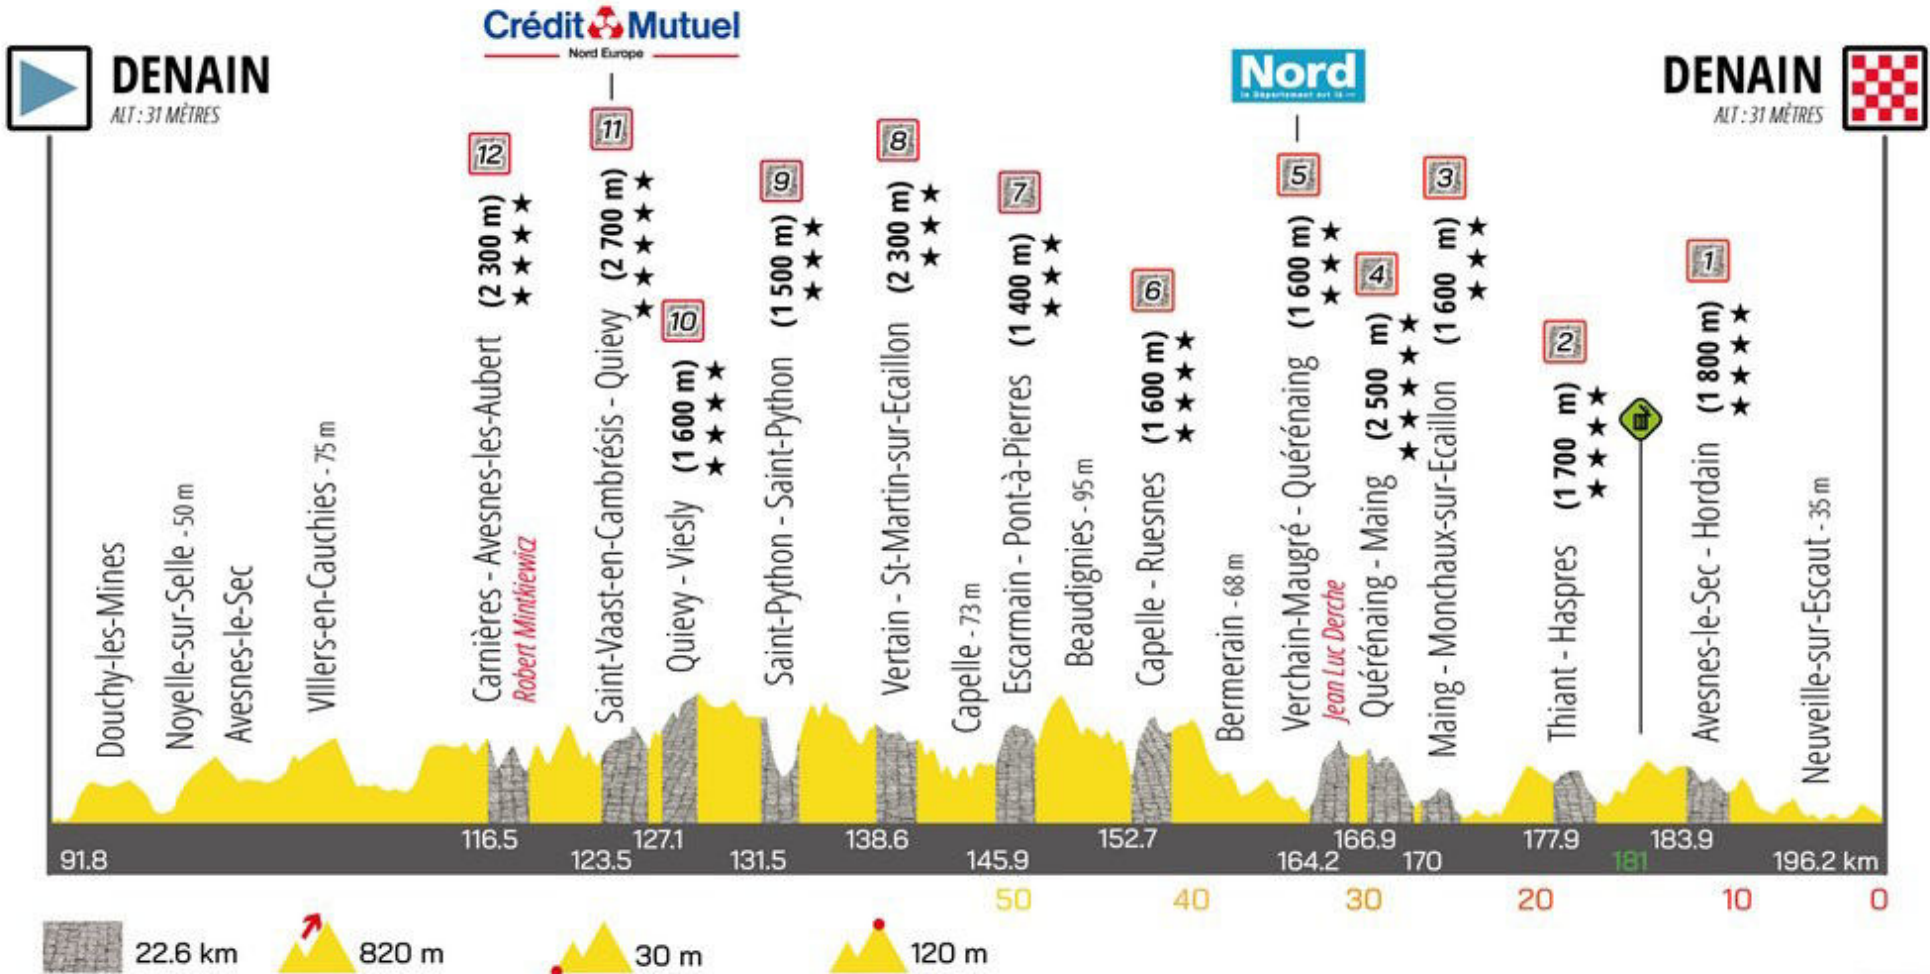 Crédit Mutuel
Nord Europe
DENAIN
ALT : 31 MÈTRES
Nord
le Département est là
DENAIN
ALT : 31 MÈTRES
Douchy-les-Mines
Noyelle-sur-Selle - 50 m
Avesnes-le-Sec
VIllers-en-Cauchies - 75 m
12
Carnières - Avesnes-les-Aubert (2 300 m) ★★★★
Robert Mintkiewicz
11
Saint-Vaast-en-Cambrésis - Quievy (2 700 m) ★★★★★
10
Quievy - Viesly (1 600 m) ★★★★
9
Saint-Python - Saint-Python (1 500 m) ★★★
8
Vertain - St-Martin-sur-Ecaillon (2 300 m) ★★★
Capelle - 73 m
7
Escarmain - Pont-à-Pierres (1 400 m) ★★★
Beaudignies - 95 m
6
Capelle - Ruesnes (1 600 m) ★★★★
Bermerain - 68 m
5
Verchain-Maugré - Quérénaing (1 600 m) ★★★
Jean Luc Derche
4
Quérénaing - Maing (2 500 m) ★★★★★
3
Maing - Monchaux-sur-Ecaillon (1 600 m) ★★★
2
Thiant - Haspres (1 700 m) ★★★★
1
Avesnes-le-Sec - Hordain (1 800 m) ★★★★
Neuville-sur-Escaut - 35 m
116.5 127.1 138.6 152.7 166.9 177.9 183.9
91.8 123.5 131.5 145.9 164.2 170 181 196.2 km
50 40 30 20 10 0
22.6 km 820 m 30 m 120 m